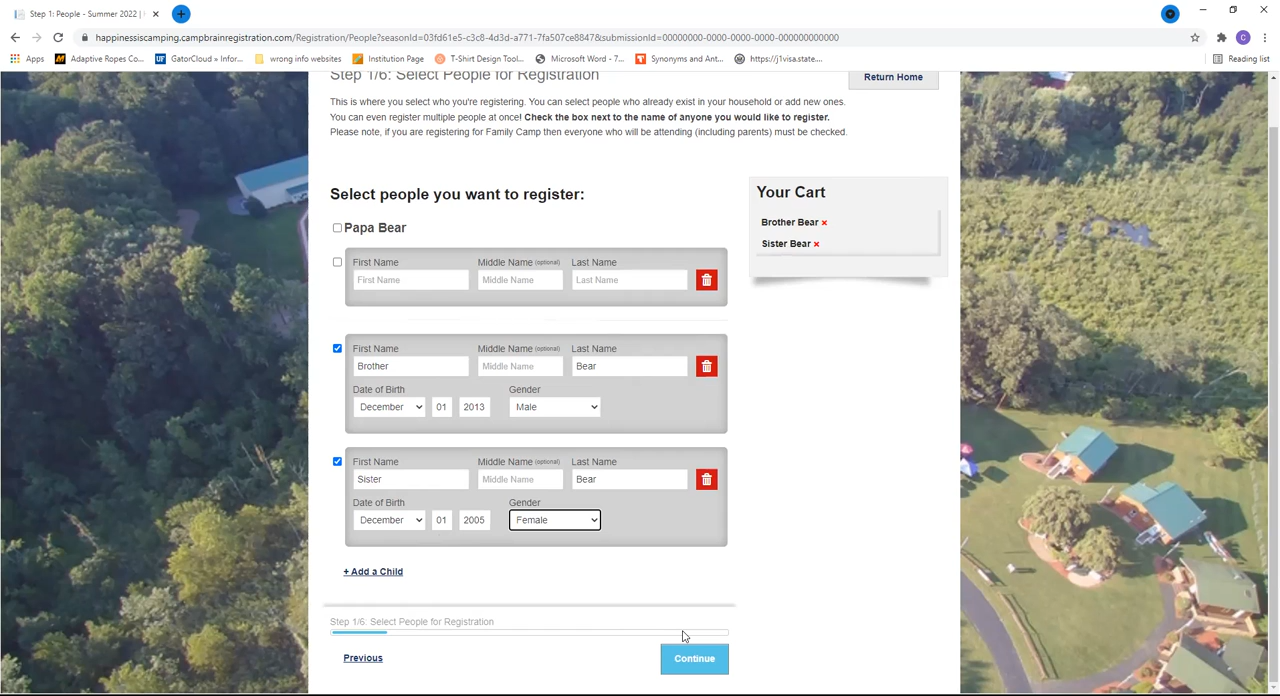 Step 1: People - Summer 2022 |
happinessiscamping.campbrainregistration.com/Registration/People?seasonId=03fd61e5-c3c8-4d3d-a771-7fa507ce8847&submissionId=00000000-0000-0000-0000-000000000000
Apps Adaptive Ropes Co... GatorCloud » Infor... wrong info websites Institution Page T-Shirt Design Tool... Microsoft Word - 7... Synonyms and Ant... https://j1visa.state.... Reading list
Step 1/6: Select People for Registration
Return Home
This is where you select who you're registering. You can select people who already exist in your household or add new ones.
You can even register multiple people at once! Check the box next to the name of anyone you would like to register.
Please note, if you are registering for Family Camp then everyone who will be attending (including parents) must be checked.
Select people you want to register:
Papa Bear
First Name Middle Name (optional) Last Name
First Name Middle Name Last Name
First Name Middle Name (optional) Last Name
Brother Middle Name Bear
Date of Birth Gender
December 01 2013 Male
First Name Middle Name (optional) Last Name
Sister Middle Name Bear
Date of Birth Gender
December 01 2005 Female
+ Add a Child
Step 1/6: Select People for Registration
Previous
Continue
Your Cart
Brother Bear ×
Sister Bear ×
C